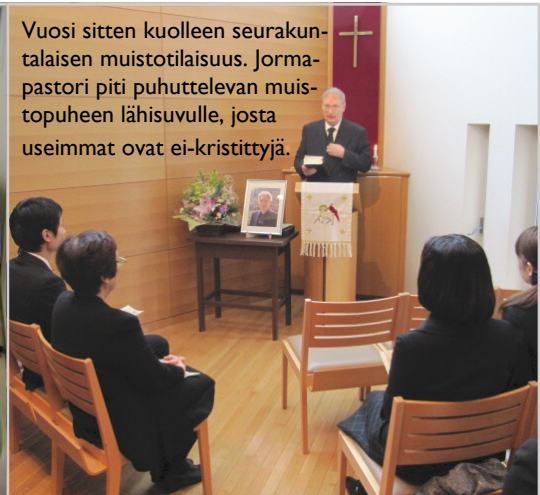 Vuosi sitten kuolleen seurakun-
talaisen muistotilaisuus. Jorma-
pastori piti puhuttelevan muis-
topuheen lähisuvulle, josta
useimmat ovat ei-kristittyjä.